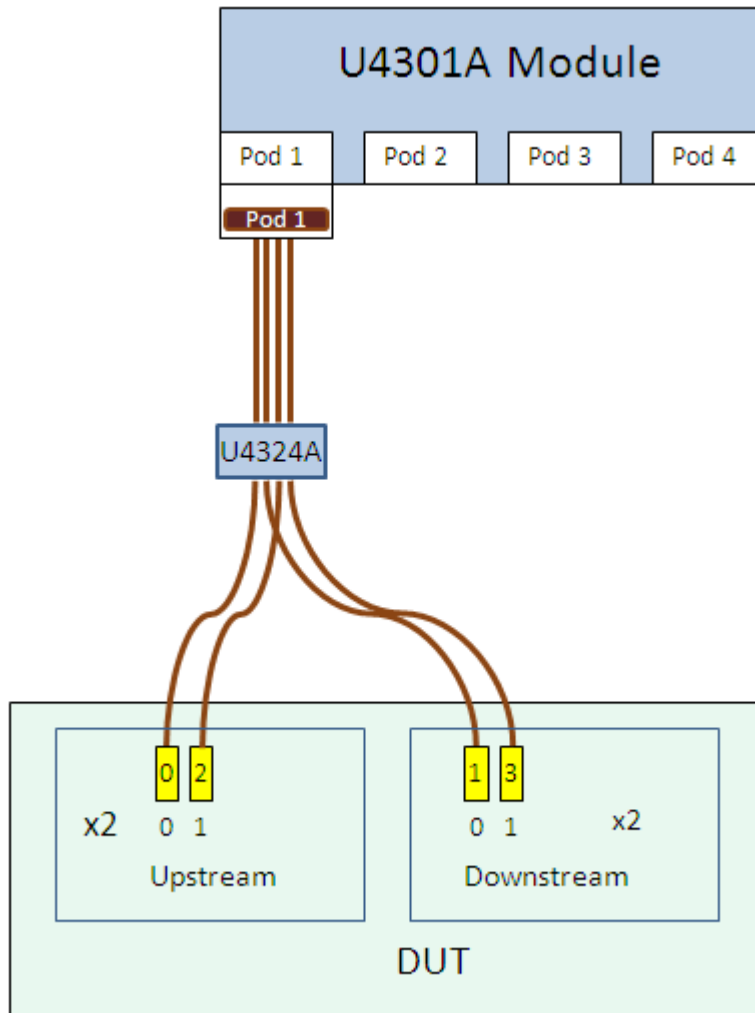 U4301A Module
Pod 1 Pod 2 Pod 3 Pod 4
Pod 1
U4324A
0 2 1 3
x2 0 1 0 1 x2
Upstream Downstream
DUT